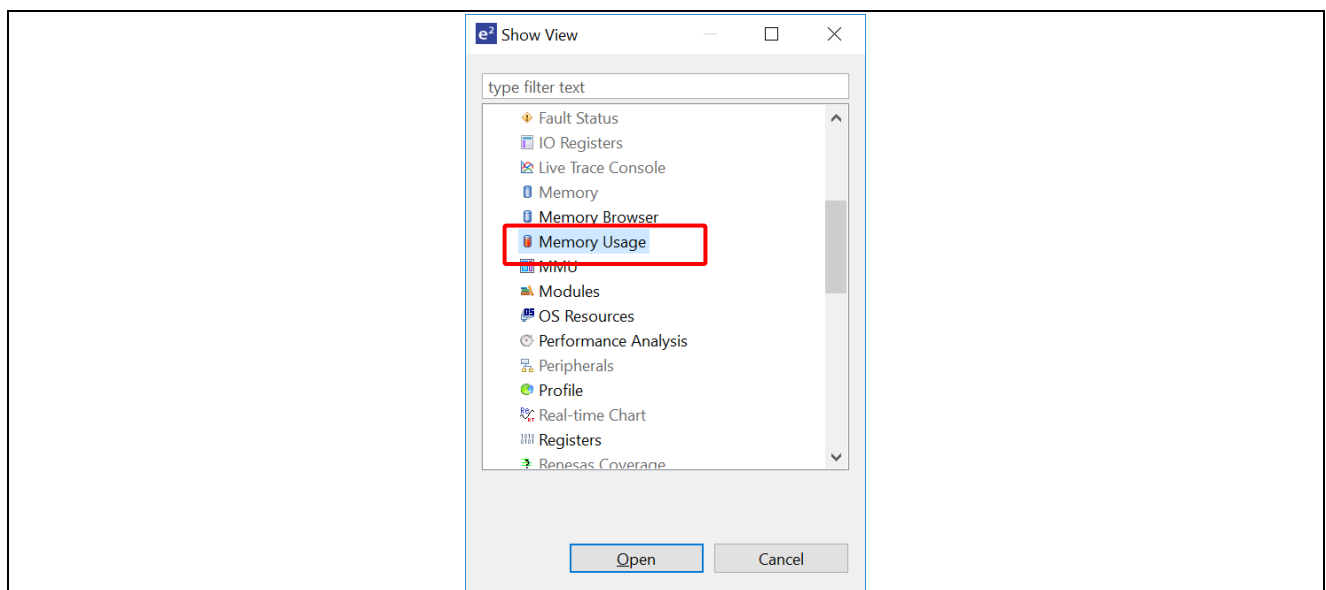 e² Show View
type filter text
Fault Status
IO Registers
Live Trace Console
Memory
Memory Browser
Memory Usage
MMU
Modules
OS Resources
Performance Analysis
Peripherals
Profile
Real-time Chart
Registers
Renesas Coverage
Open Cancel